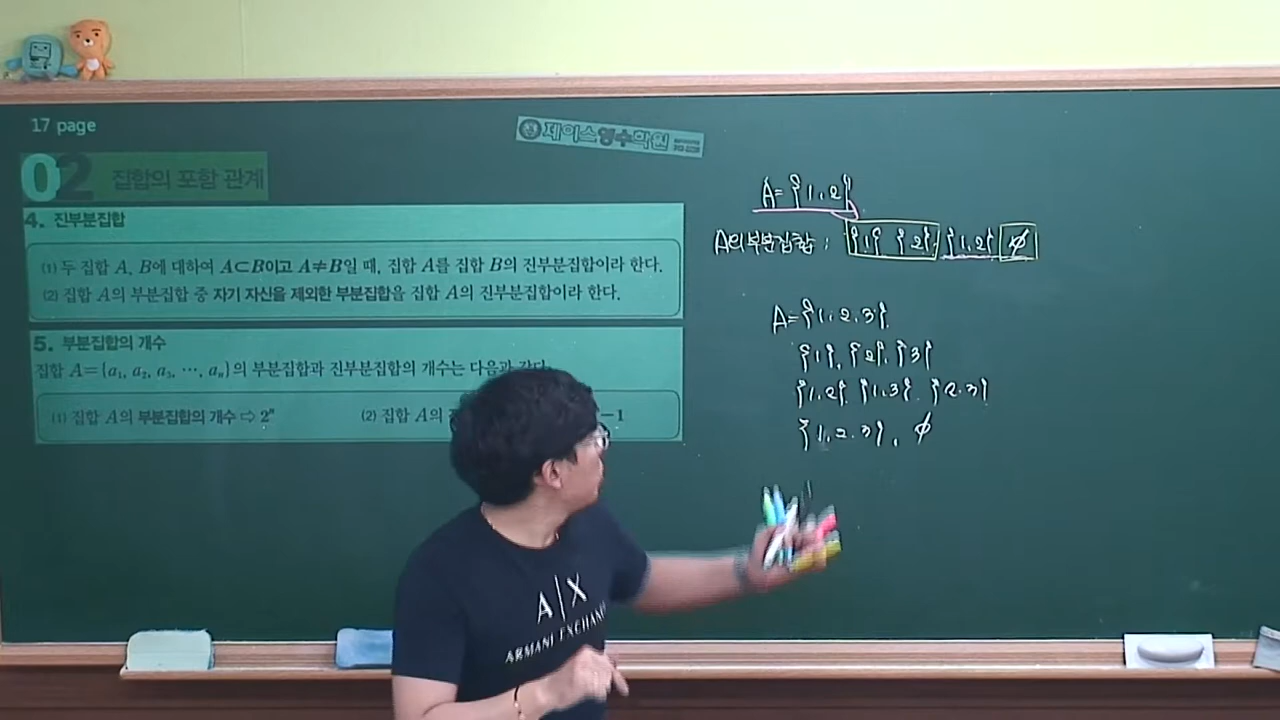 17 page
제이스영수학원
02 집합의 포함 관계
4. 진부분집합
(1) 두 집합 A, B에 대하여 A⊂B이고 A≠B일 때, 집합 A를 집합 B의 진부분집합이라 한다.
(2) 집합 A의 부분집합 중 자기 자신을 제외한 부분집합을 집합 A의 진부분집합이라 한다.
5. 부분집합의 개수
집합 A={a₁, a₂, a₃, ⋯, aₙ}의 부분집합과 진부분집합의 개수는 다음과 같다
(1) 집합 A의 부분집합의 개수 ⇨ 2ⁿ
(2) 집합 A의 −1
A={1,2}
A의 부분집합 : {1} {2}, {1,2} ∅
A={1,2,3}
{1}, {2}, {3}
{1,2} {1,3} {2,3}
{1,2,3}, ∅
A|X
ARMANI EXCHANGE